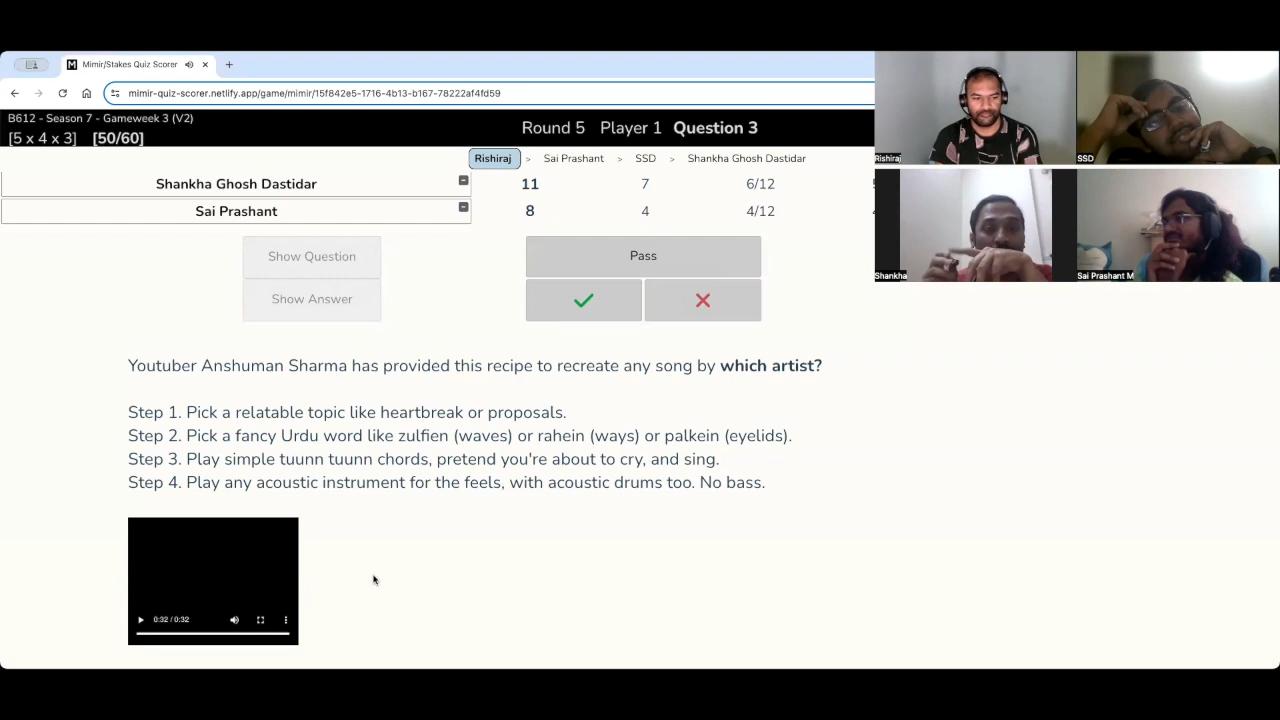 Mimir/Stakes Quiz Scorer
mimir-quiz-scorer.netlify.app/game/mimir/15f842e5-1716-4b13-b167-78222af4fd59
B612 - Season 7 - Gameweek 3 (V2)
[5 x 4 x 3] [50/60]
Round 5 Player 1 Question 3
Rishiraj > Sai Prashant > SSD > Shankha Ghosh Dastidar
Shankha Ghosh Dastidar 11 7 6/12
Sai Prashant 8 4 4/12
Show Question
Show Answer
Pass
Youtuber Anshuman Sharma has provided this recipe to recreate any song by which artist?
Step 1. Pick a relatable topic like heartbreak or proposals.
Step 2. Pick a fancy Urdu word like zulfien (waves) or rahein (ways) or palkein (eyelids).
Step 3. Play simple tuunn tuunn chords, pretend you're about to cry, and sing.
Step 4. Play any acoustic instrument for the feels, with acoustic drums too. No bass.
0:32 / 0:32
Rishiraj
SSD
Shankha
Sai Prashant M